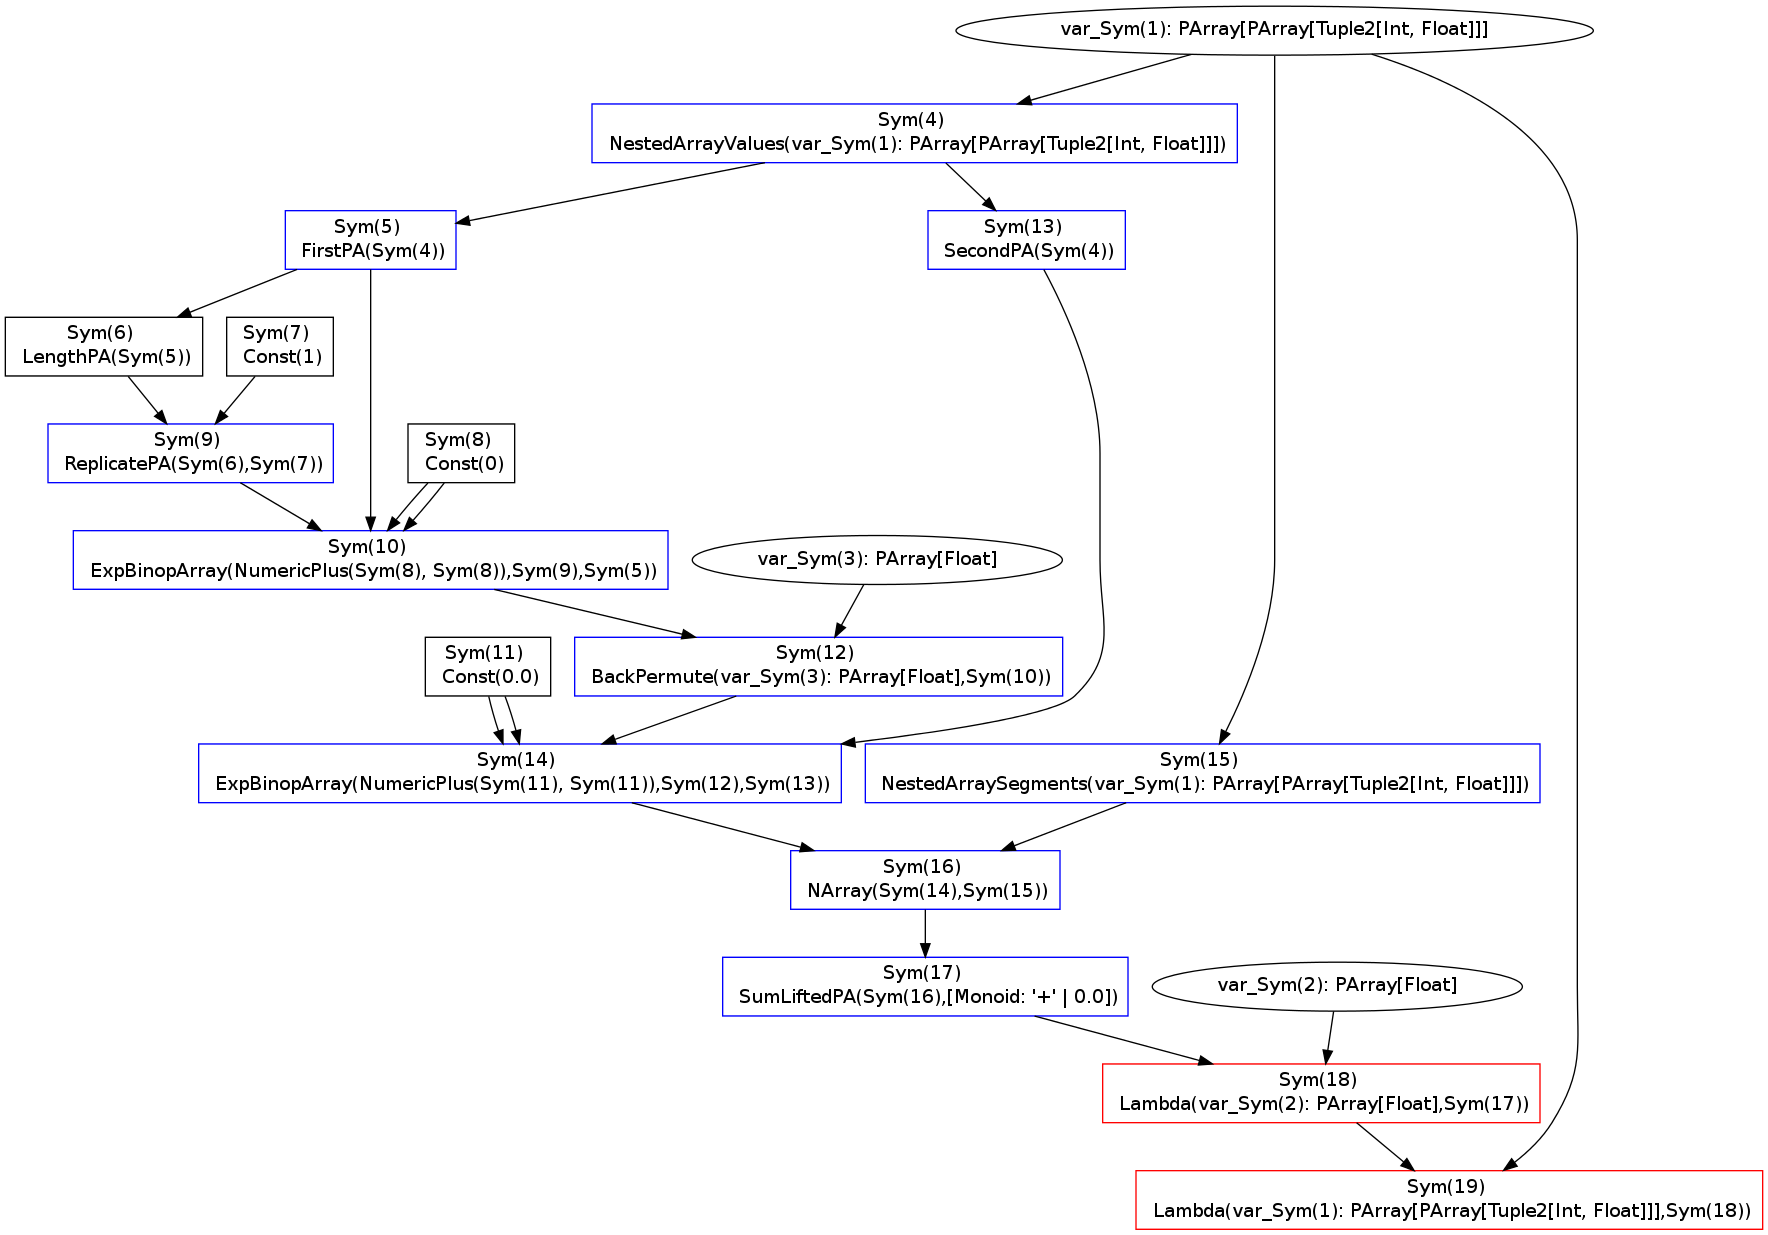 var_Sym(1): PArray[PArray[Tuple2[Int, Float]]]
Sym(4)
NestedArrayValues(var_Sym(1): PArray[PArray[Tuple2[Int, Float]]])
Sym(5)
FirstPA(Sym(4))
Sym(13)
SecondPA(Sym(4))
Sym(6)
LengthPA(Sym(5))
Sym(7)
Const(1)
Sym(9)
ReplicatePA(Sym(6),Sym(7))
Sym(8)
Const(0)
Sym(10)
ExpBinopArray(NumericPlus(Sym(8), Sym(8)),Sym(9),Sym(5))
var_Sym(3): PArray[Float]
Sym(11)
Const(0.0)
Sym(12)
BackPermute(var_Sym(3): PArray[Float],Sym(10))
Sym(14)
ExpBinopArray(NumericPlus(Sym(11), Sym(11)),Sym(12),Sym(13))
Sym(15)
NestedArraySegments(var_Sym(1): PArray[PArray[Tuple2[Int, Float]]])
Sym(16)
NArray(Sym(14),Sym(15))
Sym(17)
SumLiftedPA(Sym(16),[Monoid: '+' | 0.0])
var_Sym(2): PArray[Float]
Sym(18)
Lambda(var_Sym(2): PArray[Float],Sym(17))
Sym(19)
Lambda(var_Sym(1): PArray[PArray[Tuple2[Int, Float]]],Sym(18))